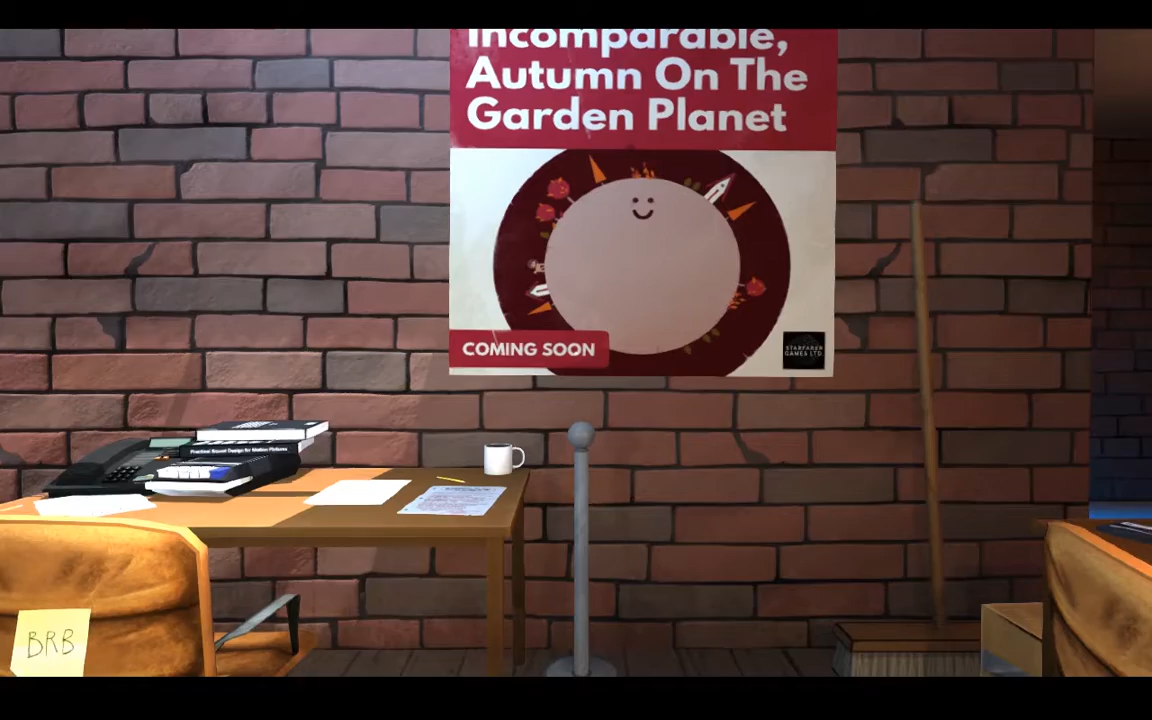 Incomparable,
Autumn On The
Garden Planet
COMING SOON
STARFARER
GAMES LTD.
Practical Sound Design for Motion Pictures
BRB